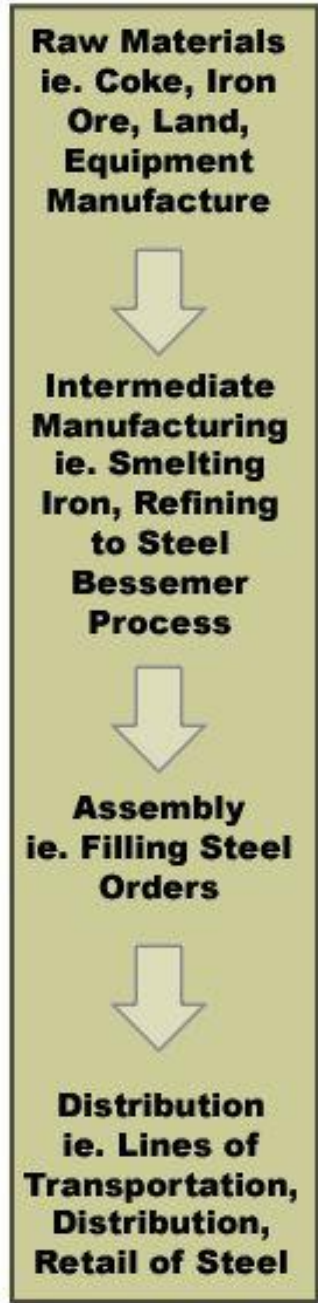 Raw Materials
ie. Coke, Iron
Ore, Land,
Equipment
Manufacture
Intermediate
Manufacturing
ie. Smelting
Iron, Refining
to Steel
Bessemer
Process
Assembly
ie. Filling Steel
Orders
Distribution
ie. Lines of
Transportation,
Distribution,
Retail of Steel